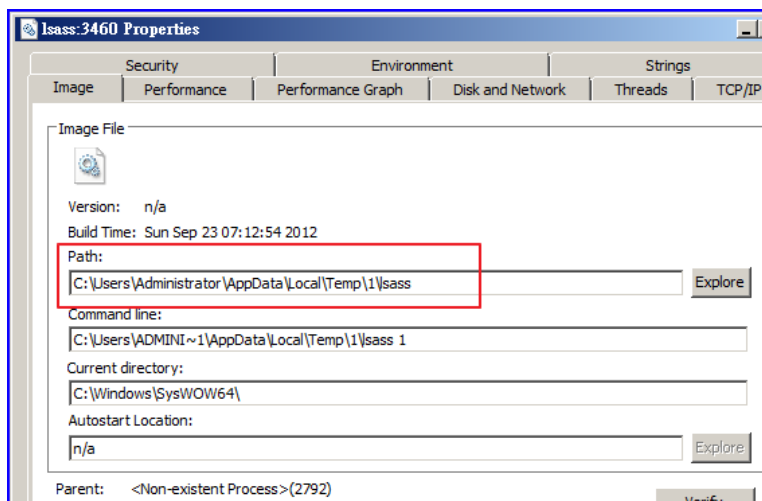 lsass:3460 Properties
Security Environment Strings
Image Performance Performance Graph Disk and Network Threads TCP/IP
Image File
Version: n/a
Build Time: Sun Sep 23 07:12:54 2012
Path:
C:\Users\Administrator\AppData\Local\Temp\1\lsass
Explore
Command line:
C:\Users\ADMINI~1\AppData\Local\Temp\1\lsass 1
Current directory:
C:\Windows\SysWOW64\
Autostart Location:
n/a
Explore
Parent: <Non-existent Process>(2792)
Verify